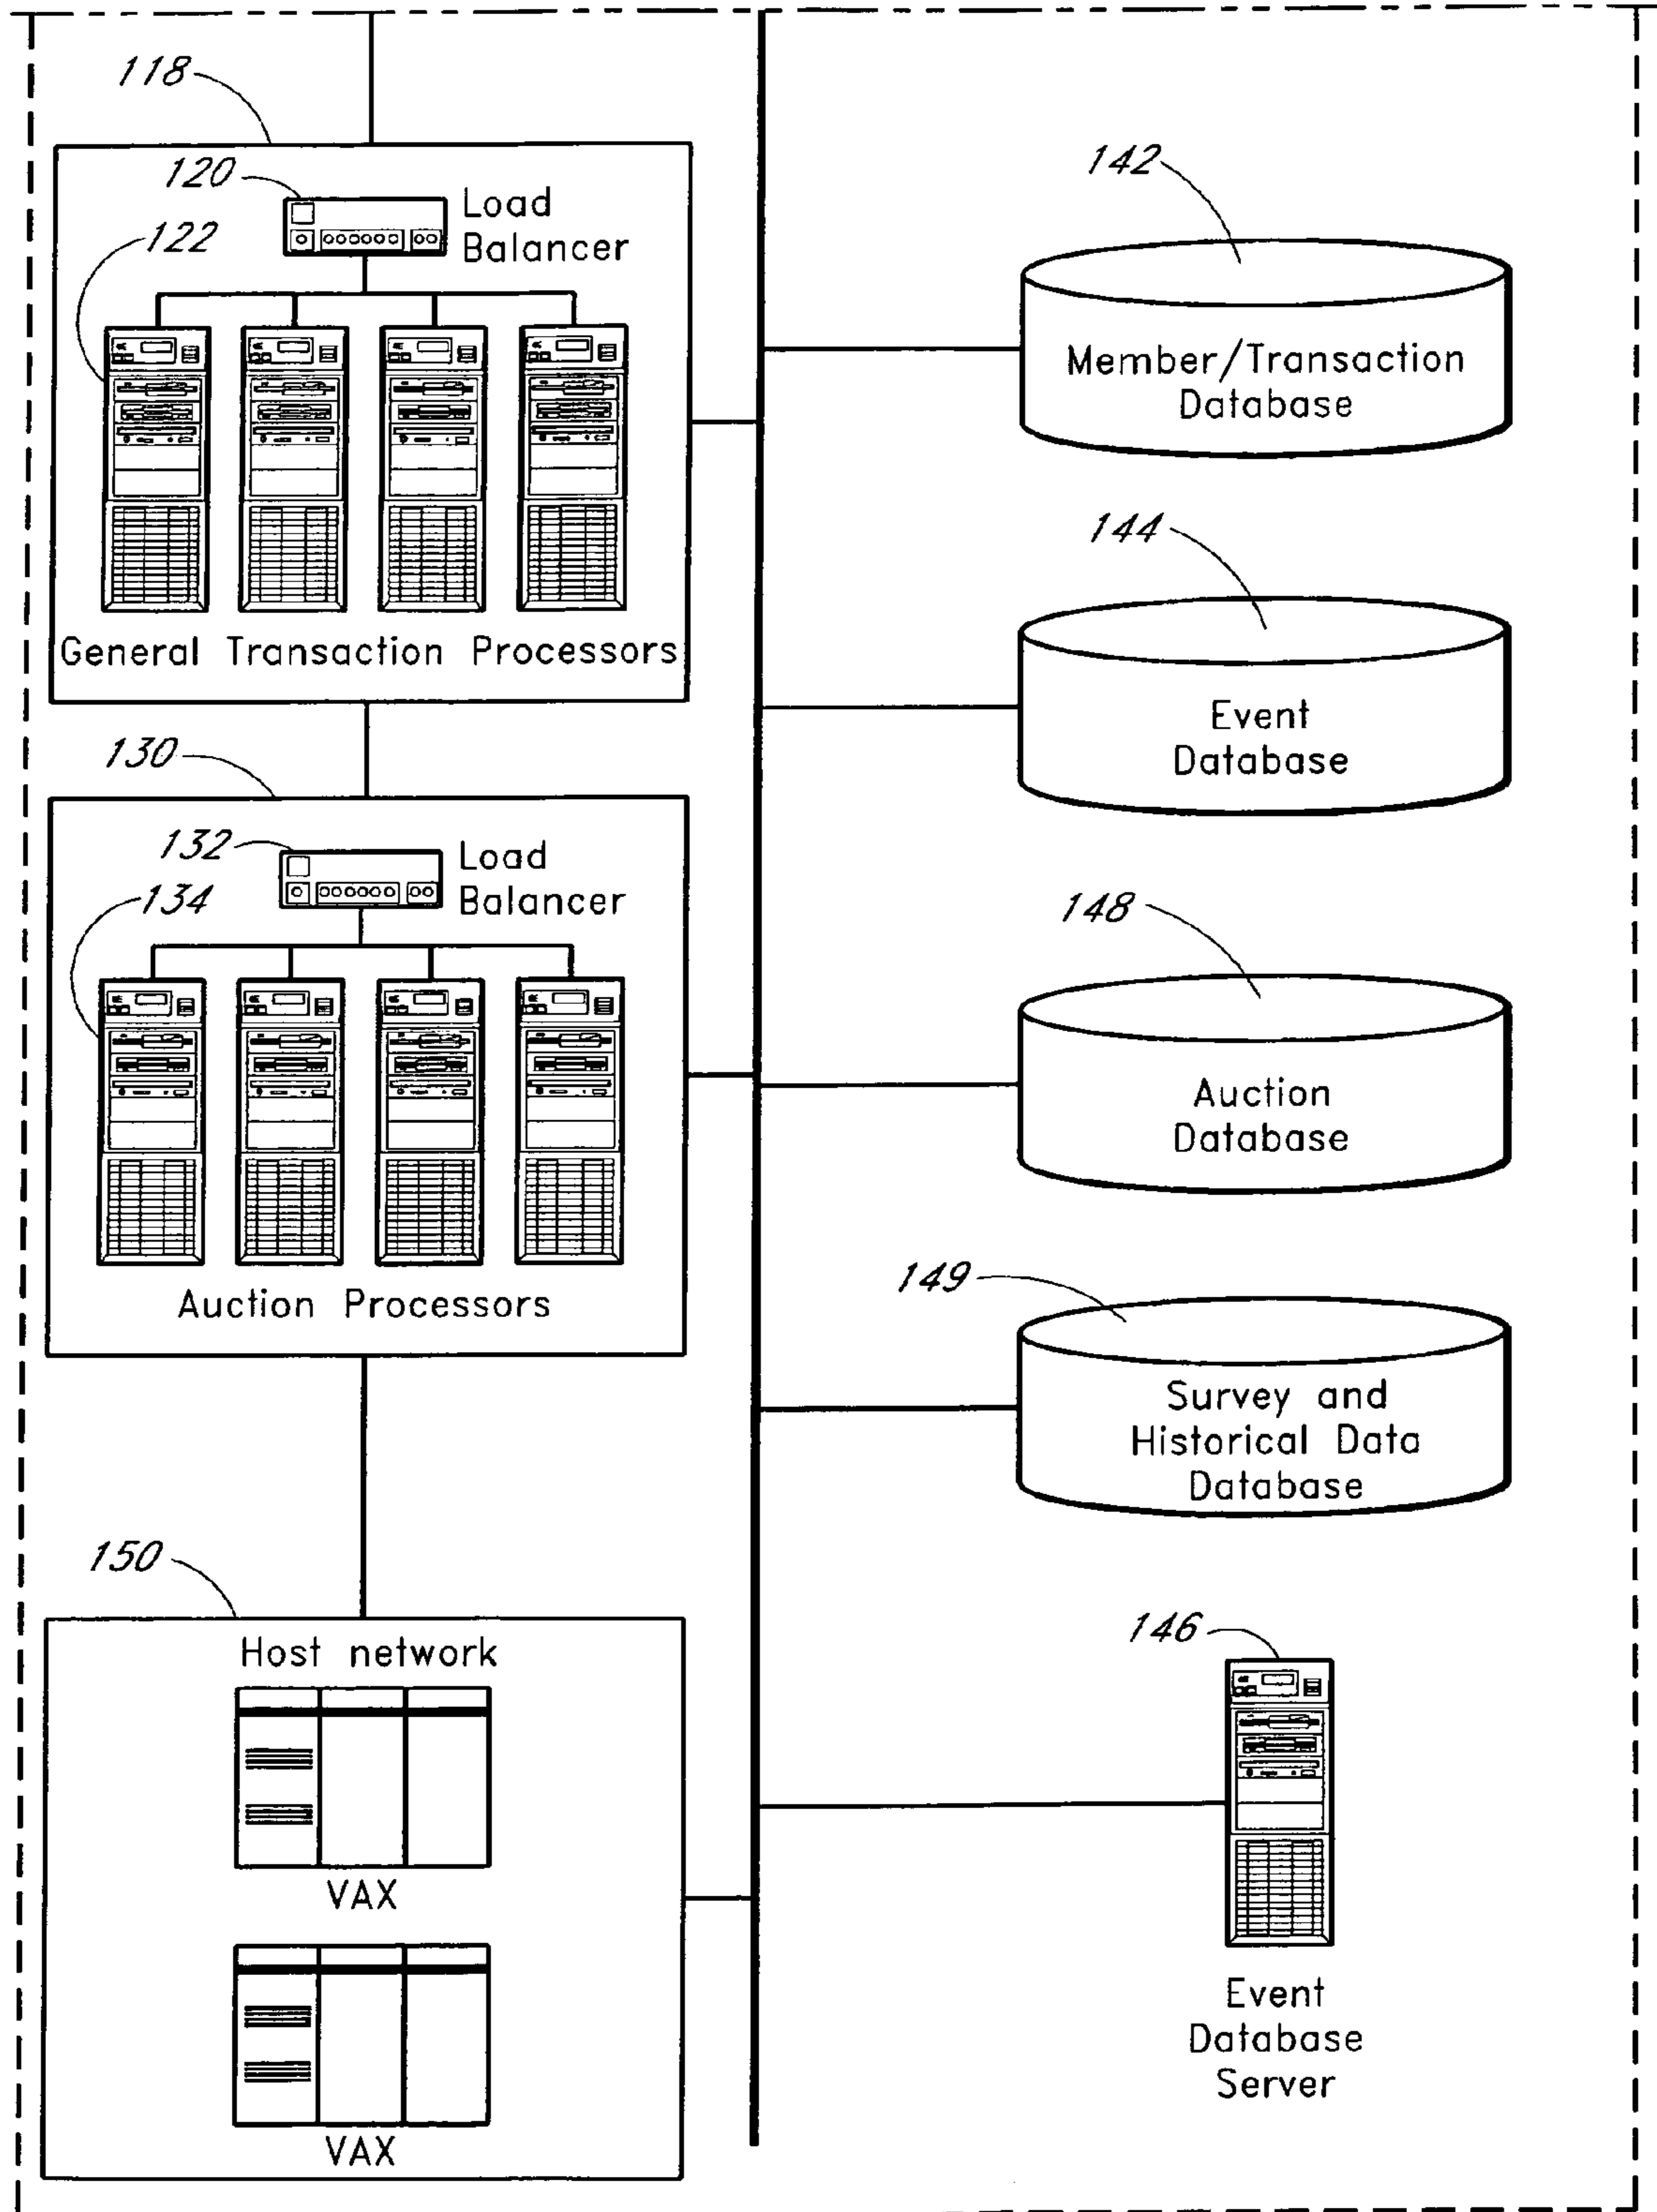 118
120
Load
Balancer
122
General Transaction Processors
130
132
Load
Balancer
134
Auction Processors
150
Host network
VAX
VAX
142
Member/Transaction
Database
144
Event
Database
148
Auction
Database
149
Survey and
Historical Data
Database
146
Event
Database
Server